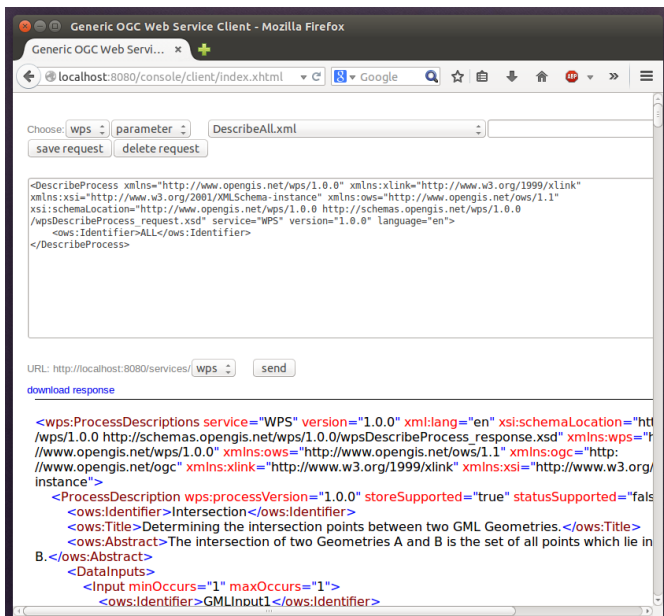 Generic OGC Web Service Client - Mozilla Firefox
Generic OGC Web Servi... ×
localhost:8080/console/client/index.xhtml Google ABP »
Choose: wps parameter DescribeAll.xml
save request delete request
<DescribeProcess xmlns="http://www.opengis.net/wps/1.0.0" xmlns:xlink="http://www.w3.org/1999/xlink"
xmlns:xsi="http://www.w3.org/2001/XMLSchema-instance" xmlns:ows="http://www.opengis.net/ows/1.1"
xsi:schemaLocation="http://www.opengis.net/wps/1.0.0 http://schemas.opengis.net/wps/1.0.0
/wpsDescribeProcess_request.xsd" service="WPS" version="1.0.0" language="en">
<ows:Identifier>ALL</ows:Identifier>
</DescribeProcess>
URL: http://localhost:8080/services/ wps send
download response
<wps:ProcessDescriptions service="WPS" version="1.0.0" xml:lang="en" xsi:schemaLocation="htt
/wps/1.0.0 http://schemas.opengis.net/wps/1.0.0/wpsDescribeProcess_response.xsd" xmlns:wps="h
//www.opengis.net/wps/1.0.0" xmlns:ows="http://www.opengis.net/ows/1.1" xmlns:ogc="http:
//www.opengis.net/ogc" xmlns:xlink="http://www.w3.org/1999/xlink" xmlns:xsi="http://www.w3.org/
instance">
<ProcessDescription wps:processVersion="1.0.0" storeSupported="true" statusSupported="fals
<ows:Identifier>Intersection</ows:Identifier>
<ows:Title>Determining the intersection points between two GML Geometries.</ows:Title>
<ows:Abstract>The intersection of two Geometries A and B is the set of all points which lie in
B.</ows:Abstract>
<DataInputs>
<Input minOccurs="1" maxOccurs="1">
<ows:Identifier>GMLInput1</ows:Identifier>